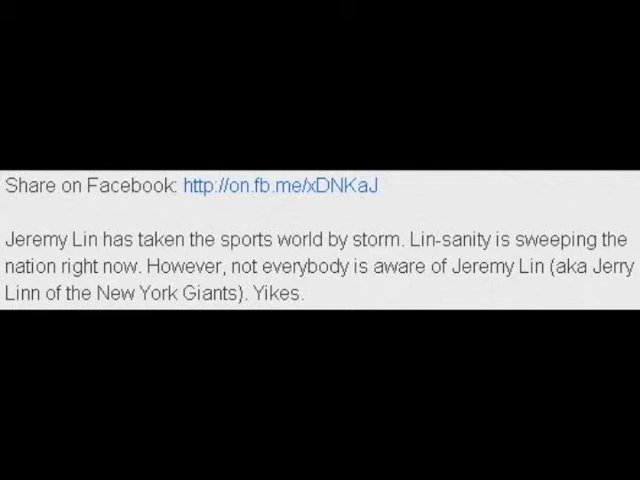 Share on Facebook: http://on.fb.me/xDNKaJ
Jeremy Lin has taken the sports world by storm. Lin-sanity is sweeping the
nation right now. However, not everybody is aware of Jeremy Lin (aka Jerry
Linn of the New York Giants). Yikes.